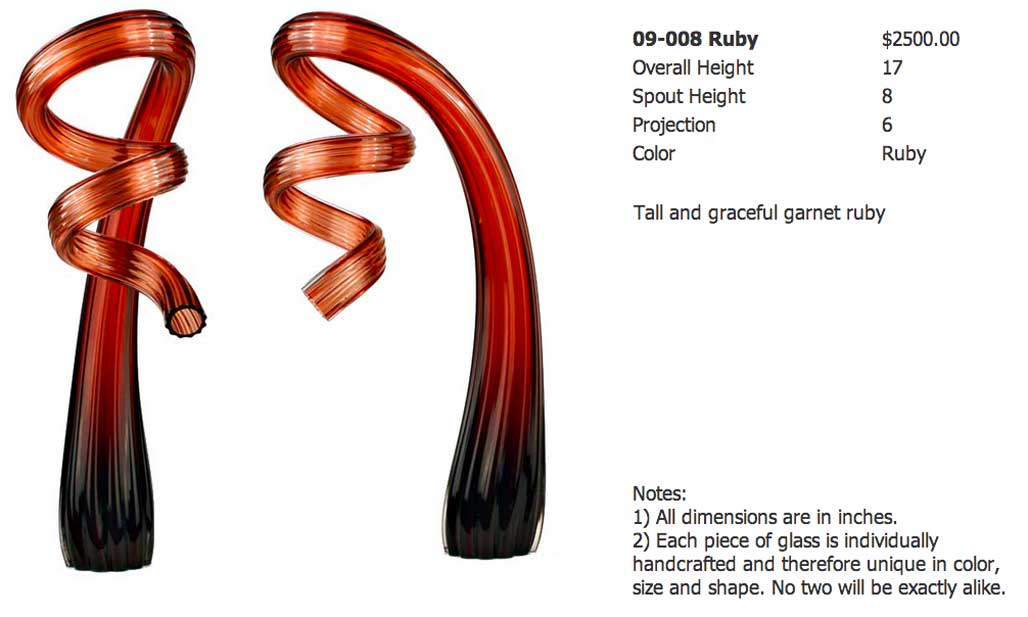 09-008 Ruby $2500.00
Overall Height 17
Spout Height 8
Projection 6
Color Ruby
Tall and graceful garnet ruby
Notes:
1) All dimensions are in inches.
2) Each piece of glass is individually
handcrafted and therefore unique in color,
size and shape. No two will be exactly alike.